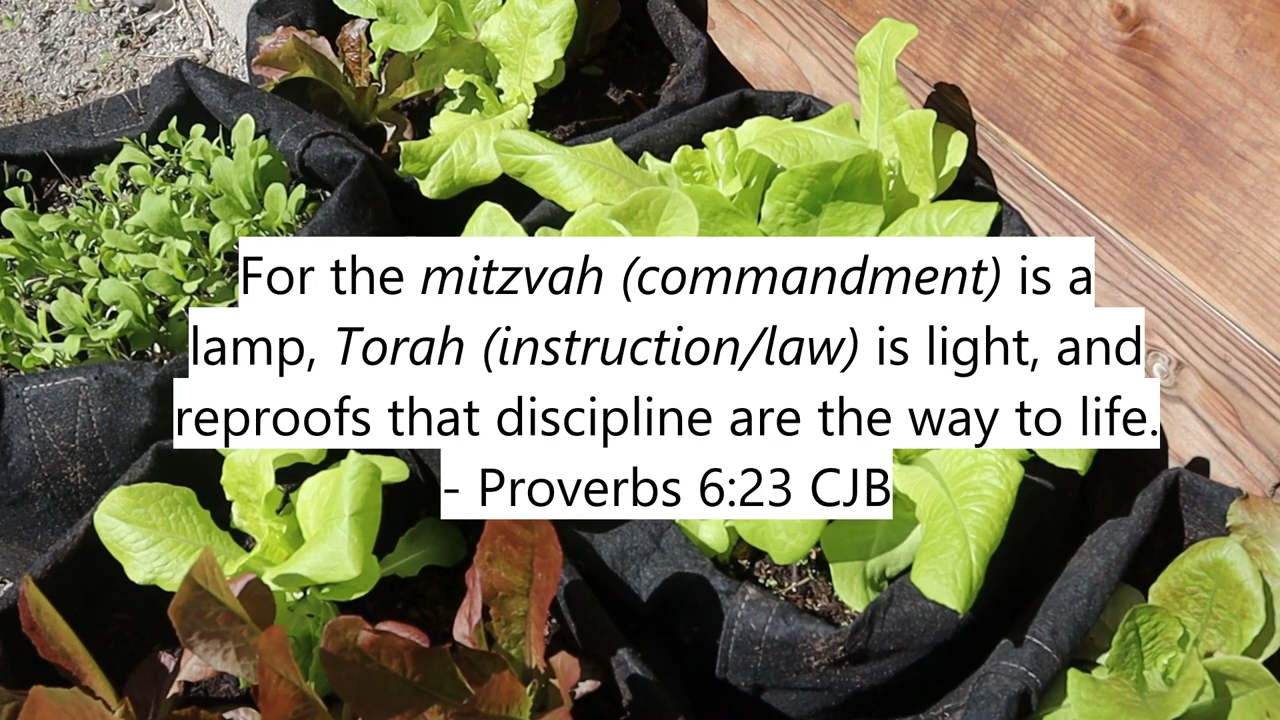 For the mitzvah (commandment) is a
lamp, Torah (instruction/law) is light, and
reproofs that discipline are the way to life.
- Proverbs 6:23 CJB